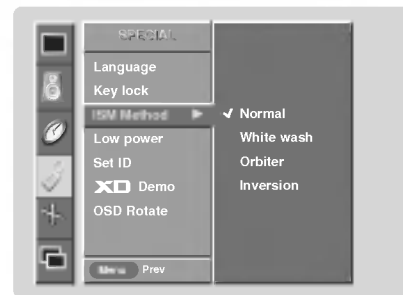 SPECIAL
Language
Key lock
ISM Method
Low power
Set ID
XD Demo
OSD Rotate
Menu Prev
Normal
White wash
Orbiter
Inversion